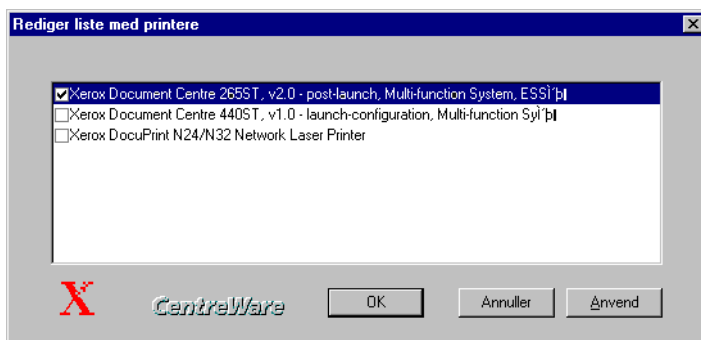 Rediger liste med printere
Xerox Document Centre 265ST, v2.0 - post-launch, Multi-function System, ESSÌ´þ
Xerox Document Centre 440ST, v1.0 - launch-configuration, Multi-function SyÌ´þ
Xerox DocuPrint N24/N32 Network Laser Printer
X CentreWare OK Annuller Anvend